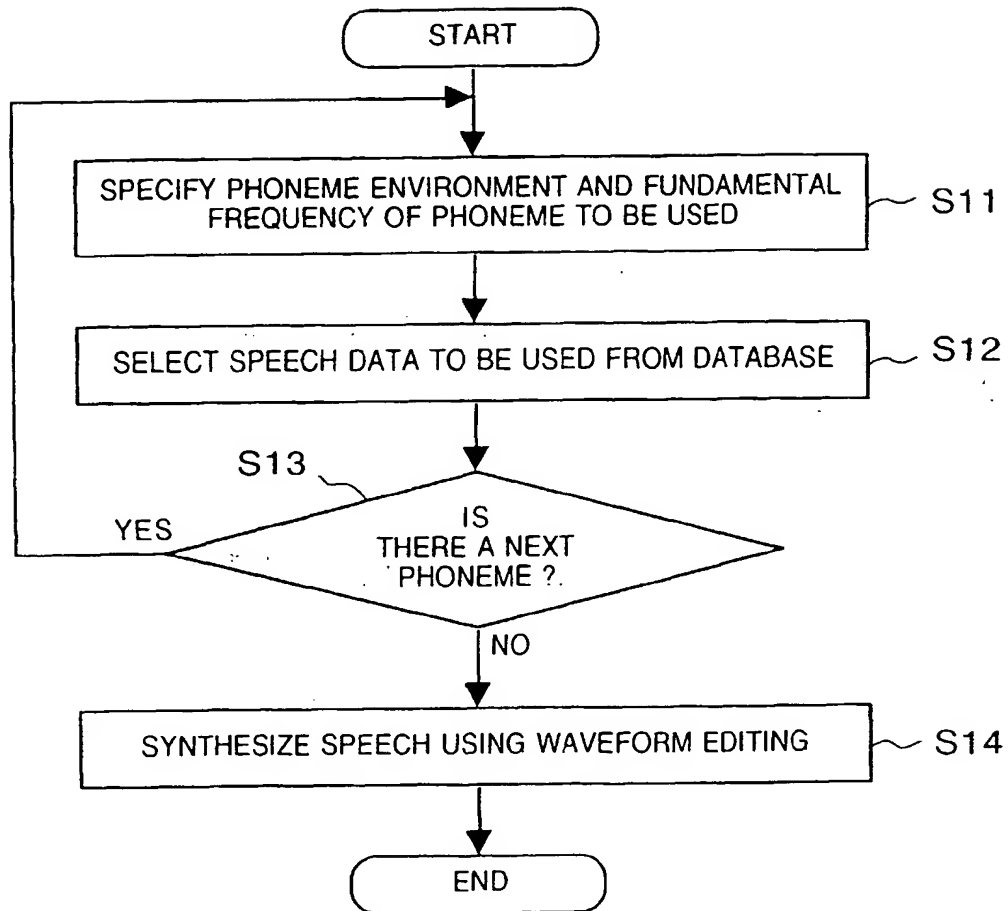 START
SPECIFY PHONEME ENVIRONMENT AND FUNDAMENTAL
FREQUENCY OF PHONEME TO BE USED
S11
SELECT SPEECH DATA TO BE USED FROM DATABASE
S12
S13
YES
IS
THERE A NEXT
PHONEME ?
NO
SYNTHESIZE SPEECH USING WAVEFORM EDITING
S14
END